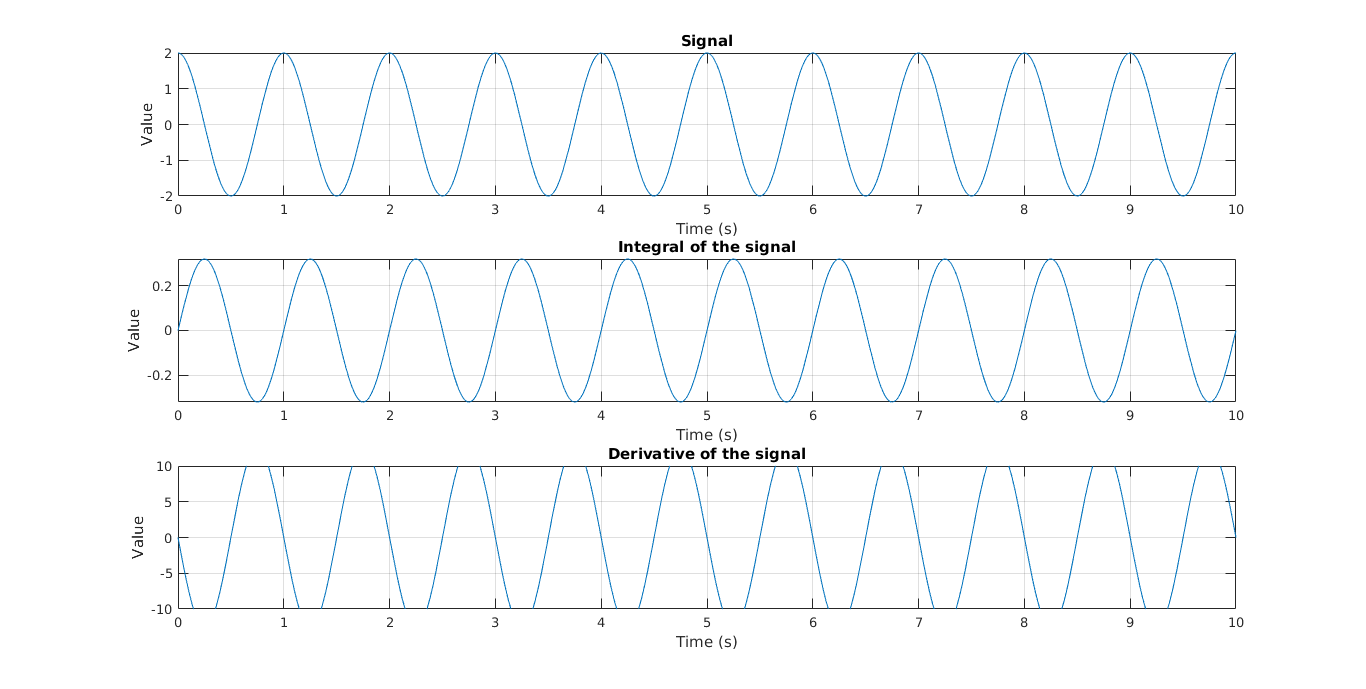 Signal
Value
2
1
0
-1
-2
0 1 2 3 4 5 6 7 8 9 10
Time (s)
Integral of the signal
Value
0.2
0
-0.2
0 1 2 3 4 5 6 7 8 9 10
Time (s)
Derivative of the signal
Value
10
5
0
-5
-10
0 1 2 3 4 5 6 7 8 9 10
Time (s)